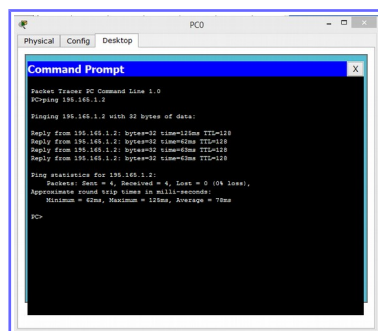 PC0
Physical Config Desktop
Command Prompt X
Packet Tracer PC Command Line 1.0
PC>ping 195.165.1.2
Pinging 195.165.1.2 with 32 bytes of data:
Reply from 195.165.1.2: bytes=32 time=125ms TTL=128
Reply from 195.165.1.2: bytes=32 time=62ms TTL=128
Reply from 195.165.1.2: bytes=32 time=63ms TTL=128
Reply from 195.165.1.2: bytes=32 time=63ms TTL=128
Ping statistics for 195.165.1.2:
Packets: Sent = 4, Received = 4, Lost = 0 (0% loss),
Approximate round trip times in milli-seconds:
Minimum = 62ms, Maximum = 125ms, Average = 78ms
PC>